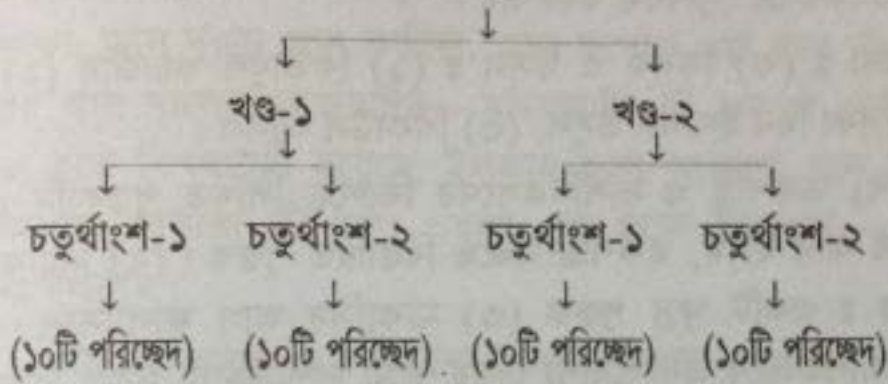 খণ্ড-১ খণ্ড-২
চতুর্থাংশ-১ চতুর্থাংশ-২ চতুর্থাংশ-১ চতুর্থাংশ-২
(১০টি পরিচ্ছেদ) (১০টি পরিচ্ছেদ) (১০টি পরিচ্ছেদ) (১০টি পরিচ্ছেদ)